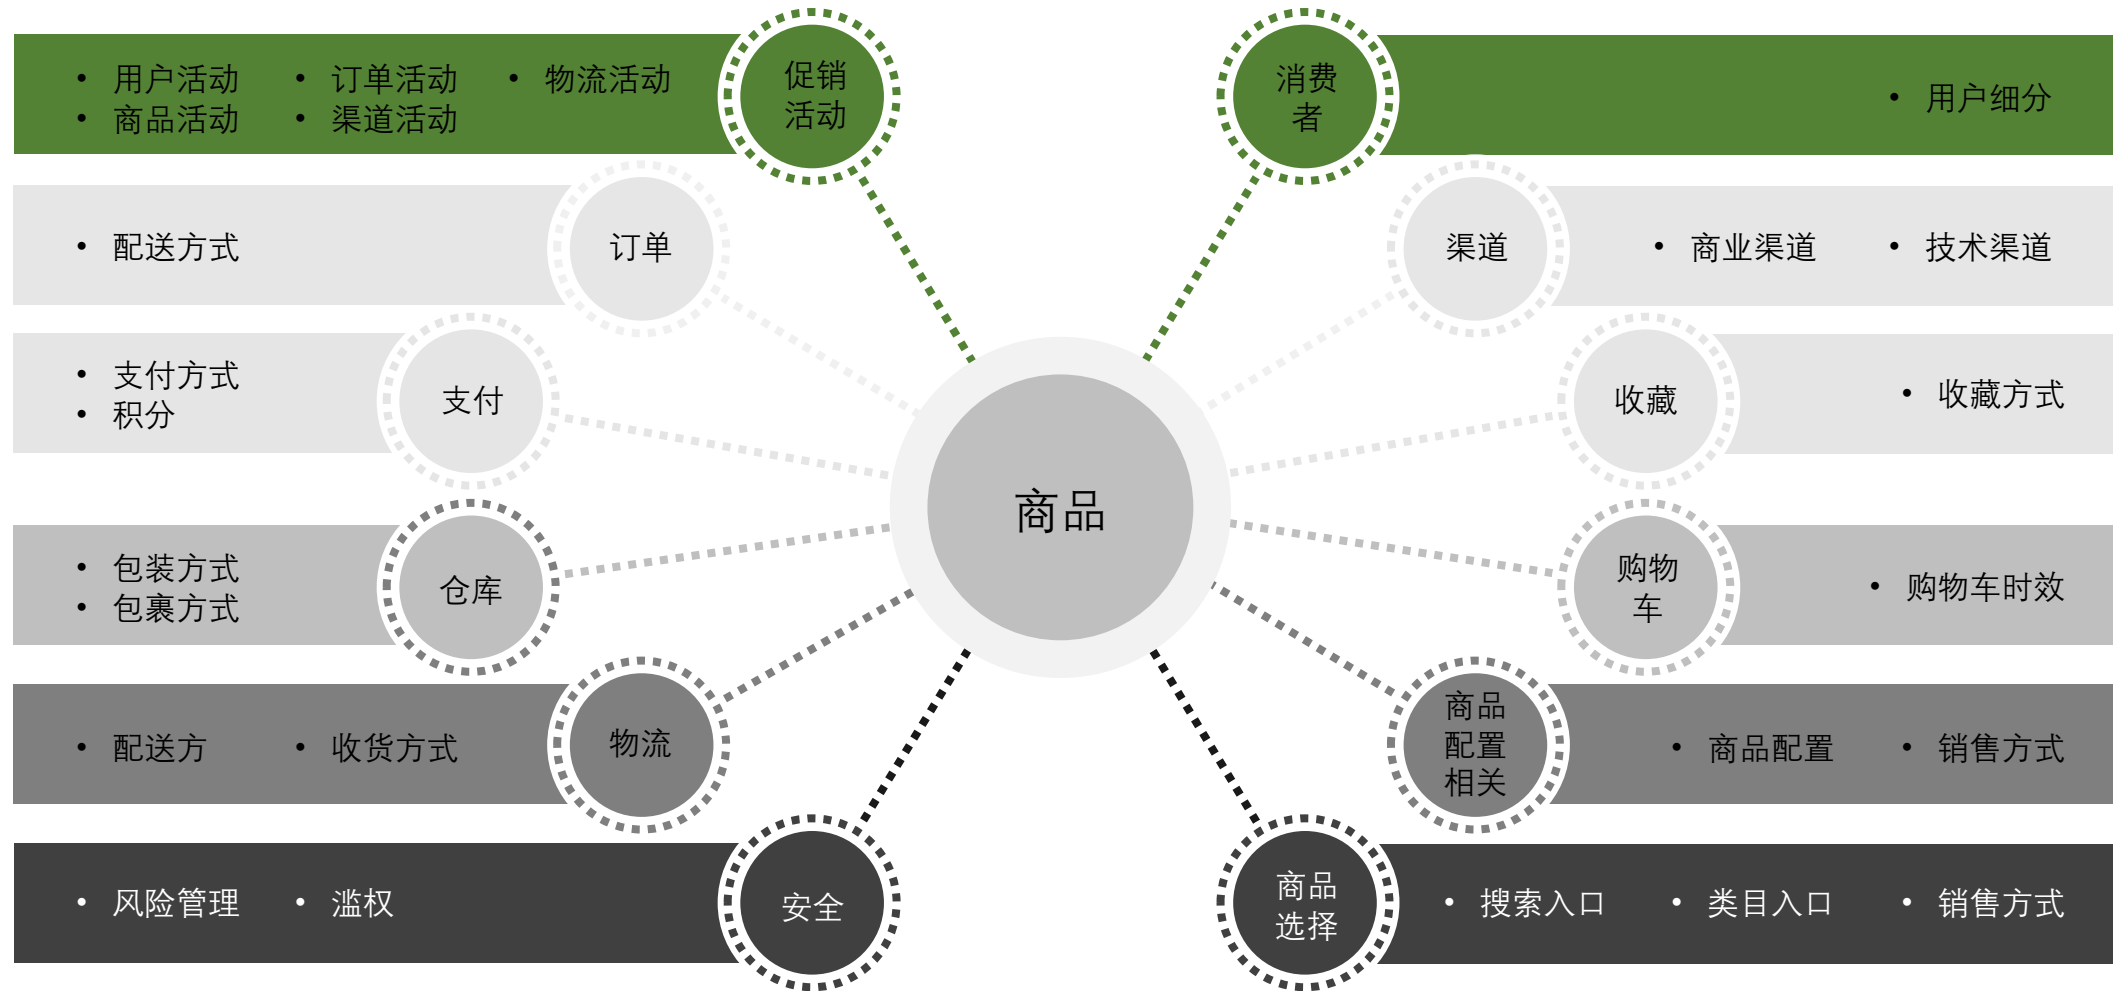 • 用户活动
• 商品活动
• 订单活动
• 渠道活动
• 物流活动
促销
活动
消费
者
• 用户细分
• 配送方式
订单
渠道
• 商业渠道
• 技术渠道
• 支付方式
• 积分
支付
收藏
• 收藏方式
商品
• 包装方式
• 包裹方式
仓库
购物
车
• 购物车时效
• 配送方
• 收货方式
物流
商品
配置
相关
• 商品配置
• 销售方式
• 风险管理
• 滥权
安全
商品
选择
• 搜索入口
• 类目入口
• 销售方式